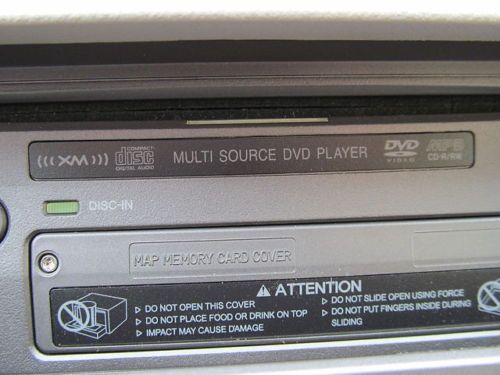 (((XM))) COMPACT disc DIGITAL AUDIO MULTI SOURCE DVD PLAYER DVD VIDEO MP3 CD-R/RW
DISC-IN
MAP MEMORY CARD COVER
ATTENTION
▷ DO NOT OPEN THIS COVER
▷ DO NOT PLACE FOOD OR DRINK ON TOP
▷ IMPACT MAY CAUSE DAMAGE
▷ DO NOT SLIDE OPEN USING FORCE
▷ DO NOT PUT FINGERS INSIDE DURING
SLIDING